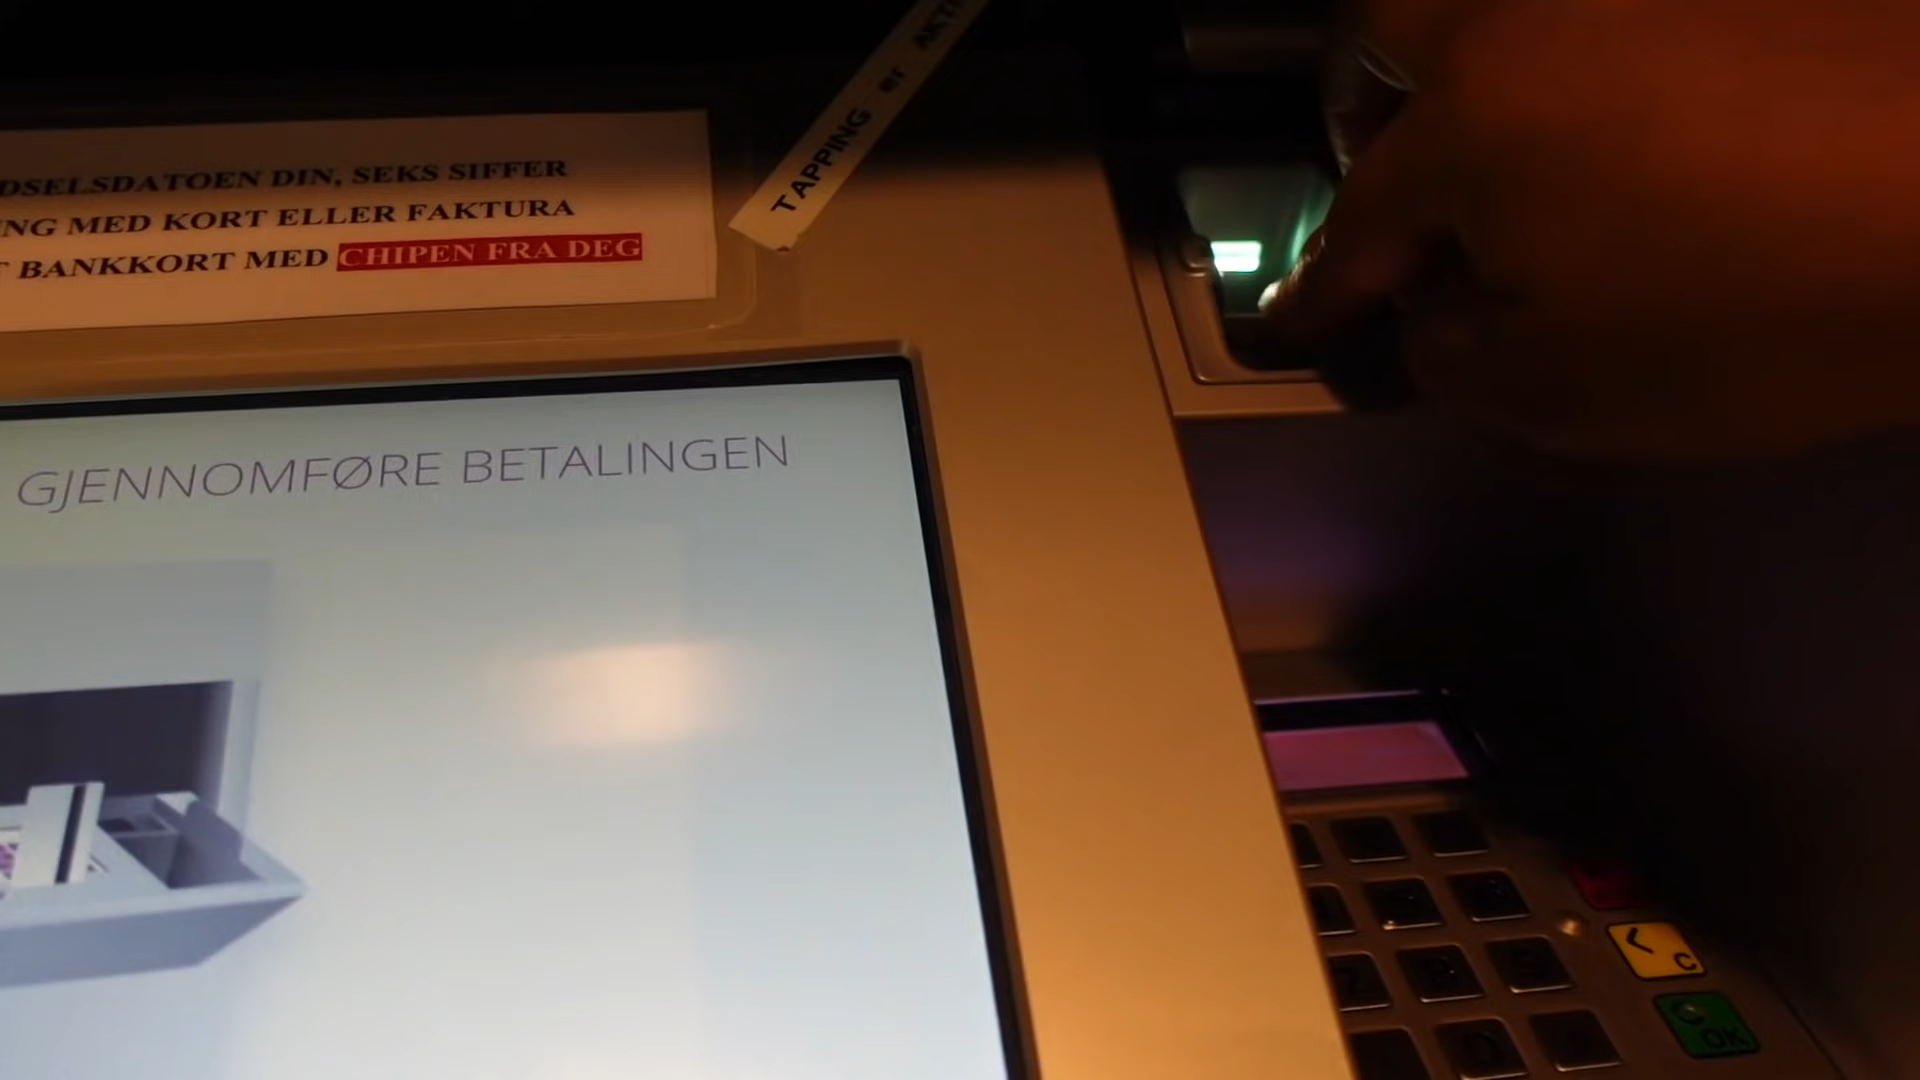 TAPPING er AKTI
DSELSDATOEN DIN, SEKS SIFFER
NG MED KORT ELLER FAKTURA
T BANKKORT MED CHIPEN FRA DEG
GJENNOMFØRE BETALINGEN
< C
OK